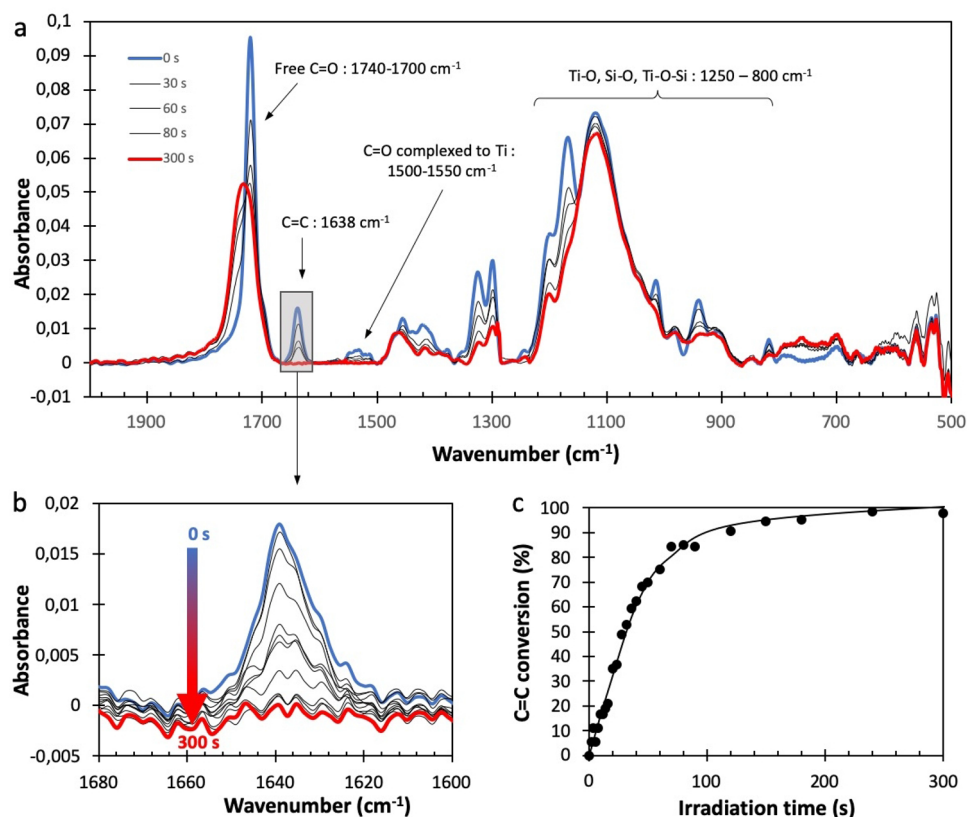 a
0,1
0,09
0,08
0,07
0,06
0,05
0,04
0,03
0,02
0,01
0
-0,01
Absorbance
0 s
30 s
60 s
80 s
300 s
Free C=O : 1740-1700 cm-1
C=O complexed to Ti :
1500-1550 cm-1
C=C : 1638 cm-1
Ti-O, Si-O, Ti-O-Si : 1250 – 800 cm-1
1900 1700 1500 1300 1100 900 700 500
Wavenumber (cm-1)
b
0,02
0,015
0,01
0,005
0
-0,005
Absorbance
0 s
300 s
1680 1660 1640 1620 1600
Wavenumber (cm-1)
c
100
90
80
70
60
50
40
30
20
10
0
C=C conversion (%)
0 100 200 300
Irradiation time (s)